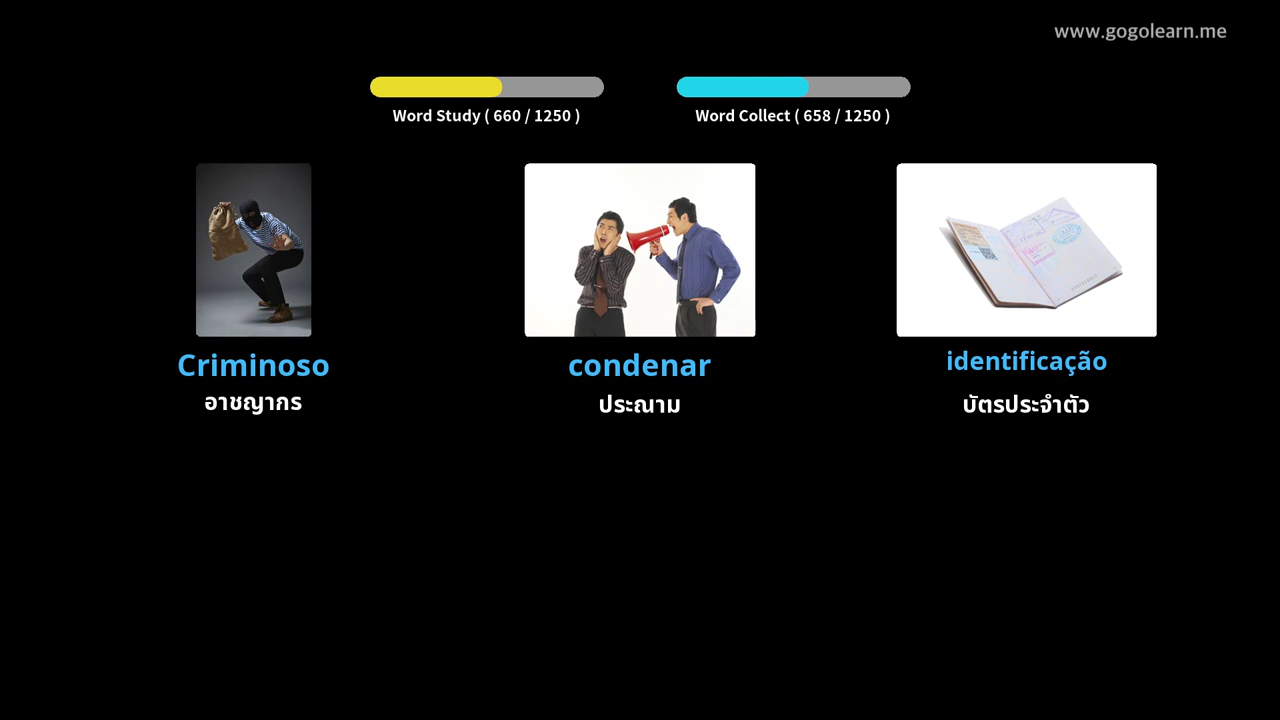 www.gogolearn.me
Word Study ( 660 / 1250 )
Word Collect ( 658 / 1250 )
Criminoso
condenar
identificação
อาชญากร
ประณาม
บัตรประจำตัว